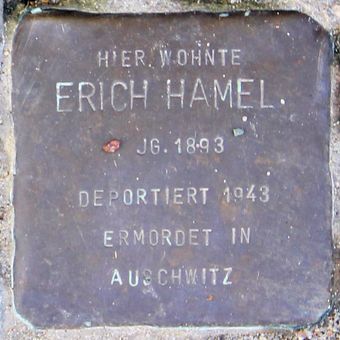 HIER WOHNTE
ERICH HAMEL
JG. 1893
DEPORTIERT 1943
ERMORDET IN
AUSCHWITZ